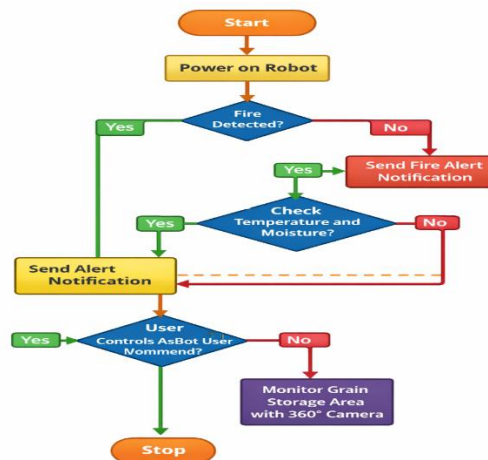 Start
Power on Robot
Fire
Detected?
Yes
No
Yes
Send Fire Alert
Notification
Check
Temperature and
Moisture?
Yes
No
Send Alert
Notification
User
Controls AsBot User
Nommend?
Yes
No
Monitor Grain
Storage Area
with 360° Camera
Stop